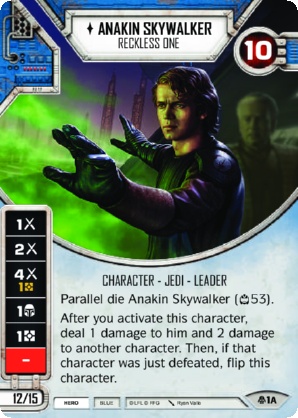 ANAKIN SKYWALKER
RECKLESS ONE
10
1
2
4
1
1
1
–
12/15
CHARACTER - JEDI - LEADER
Parallel die Anakin Skywalker (53).
After you activate this character,
deal 1 damage to him and 2 damage
to another character. Then, if that
character was just defeated, flip this
character.
HERO
BLUE
© LFL © FFG
1A